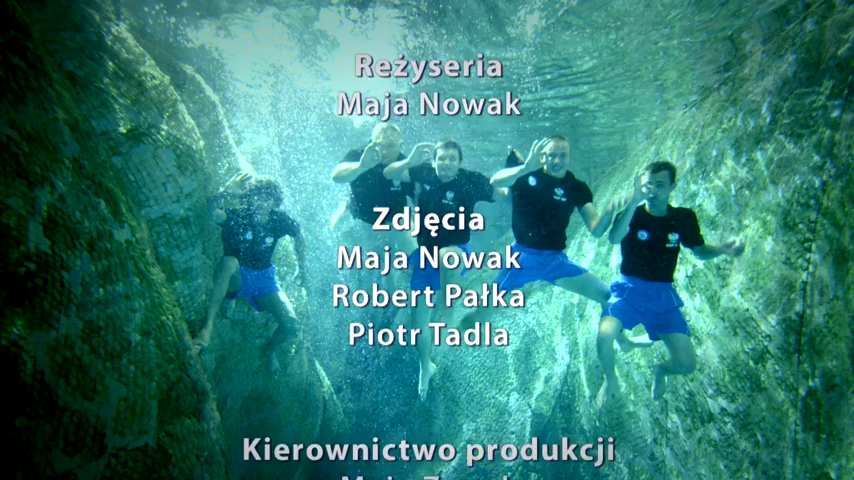 Reżyseria
Maja Nowak
Zdjęcia
Maja Nowak
Robert Pałka
Piotr Tadla
Kierownictwo produkcji